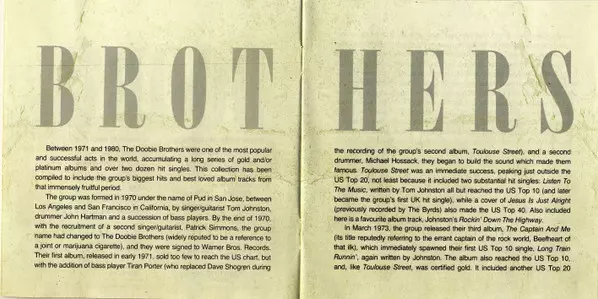 BROTHERS
Between 1971 and 1980, The Doobie Brothers were one of the most popular
and successful acts in the world, accumulating a long series of gold and/or
platinum albums and over two dozen hit singles. This collection has been
compiled to include the group's biggest hits and best loved album tracks from
that immensely fruitful period.
The group was formed in 1970 under the name of Pud in San Jose, between
Los Angeles and San Francisco in California, by singer/guitarist Tom Johnston,
drummer John Hartman and a succession of bass players. By the end of 1970,
with the recruitment of a second singer/guitarist, Patrick Simmons, the group
name had changed to The Doobie Brothers (widely reputed to be a reference to
a joint or marijuana cigarette), and they were signed to Warner Bros. Records.
Their first album, released in early 1971, sold too few to reach the US chart, but
with the addition of bass player Tiran Porter (who replaced Dave Shogren during
the recording of the group's second album, Toulouse Street), and a second
drummer, Michael Hossack, they began to build the sound which made them
famous. Toulouse Street was an immediate success, peaking just outside the
US Top 20, not least because it included two substantial hit singles: Listen To
The Music, written by Tom Johnston all but reached the US Top 10 (and later
became the group's first UK hit single), while a cover of Jesus Is Just Alright
(previously recorded by The Byrds) also made the US Top 40. Also included
here is a favourite album track, Johnston's Rockin' Down The Highway.
In March 1973, the group released their third album, The Captain And Me
(its title reputedly referring to the errant captain of the rock world, Beefheart of
that ilk), which immediately spawned their first US Top 10 single, Long Train
Runnin', again written by Johnston. The album also reached the US Top 10,
and, like Toulouse Street, was certified gold. It included another US Top 20